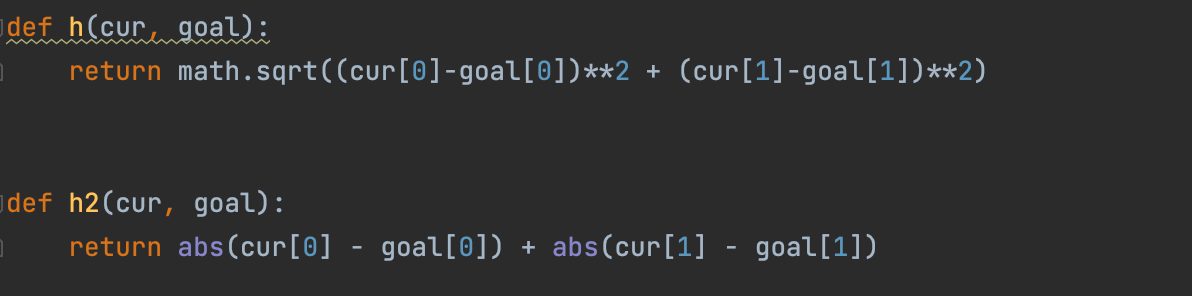 def h(cur, goal):
    return math.sqrt((cur[0]-goal[0])**2 + (cur[1]-goal[1])**2)
def h2(cur, goal):
    return abs(cur[0] - goal[0]) + abs(cur[1] - goal[1])